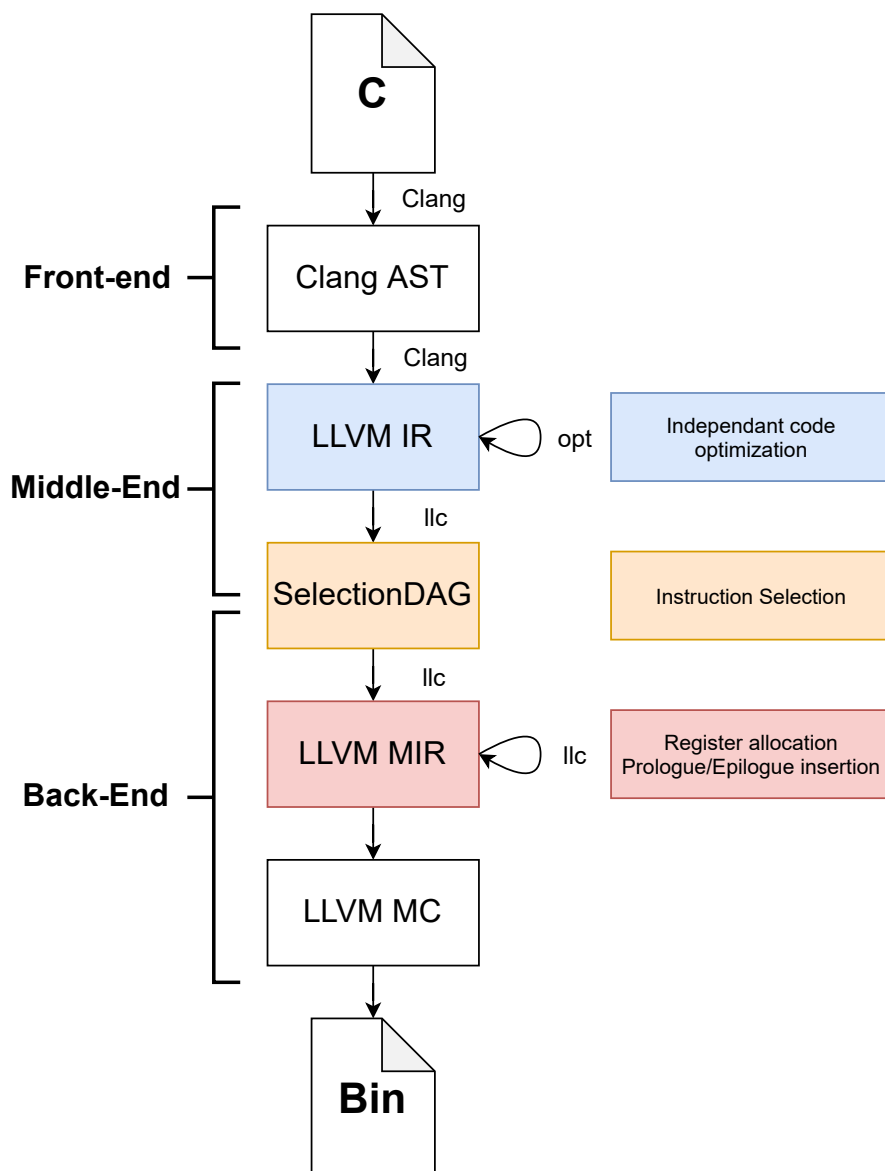 C
Clang
Front-end
Clang AST
Clang
LLVM IR
opt
Independant code
optimization
Middle-End
llc
SelectionDAG
Instruction Selection
llc
LLVM MIR
llc
Register allocation
Prologue/Epilogue insertion
Back-End
LLVM MC
Bin